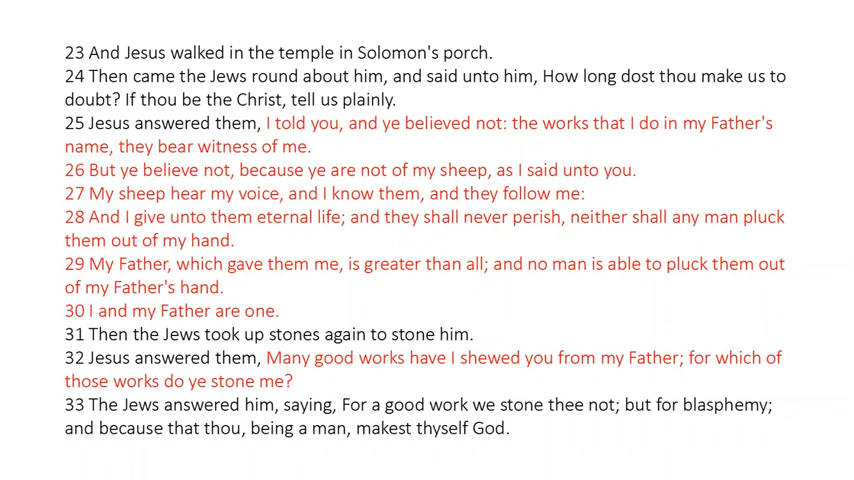 23 And Jesus walked in the temple in Solomon's porch.
24 Then came the Jews round about him, and said unto him, How long dost thou make us to
doubt? If thou be the Christ, tell us plainly.
25 Jesus answered them, I told you, and ye believed not: the works that I do in my Father's
name, they bear witness of me.
26 But ye believe not, because ye are not of my sheep, as I said unto you.
27 My sheep hear my voice, and I know them, and they follow me:
28 And I give unto them eternal life; and they shall never perish, neither shall any man pluck
them out of my hand.
29 My Father, which gave them me, is greater than all; and no man is able to pluck them out
of my Father's hand.
30 I and my Father are one.
31 Then the Jews took up stones again to stone him.
32 Jesus answered them, Many good works have I shewed you from my Father; for which of
those works do ye stone me?
33 The Jews answered him, saying, For a good work we stone thee not; but for blasphemy;
and because that thou, being a man, makest thyself God.